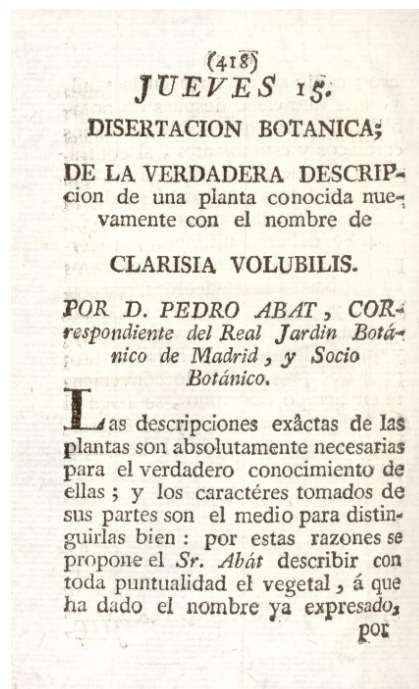 (418)
JUEVES 15.
DISERTACION BOTANICA;
DE LA VERDADERA DESCRIP-
cion de una planta conocida nue-
vamente con el nombre de
CLARISIA VOLUBILIS.
POR D. PEDRO ABAT, COR-
respondiente del Real Jardin Botá-
nico de Madrid, y Socio
Botánico.
Las descripciones exâctas de las
plantas son absolutamente necesarias
para el verdadero conocimiento de
ellas; y los caractéres tomados de
sus partes son el medio para distin-
guirlas bien: por estas razones se
propone el Sr. Abát describir con
toda puntualidad el vegetal, á que
ha dado el nombre ya expresado,
por